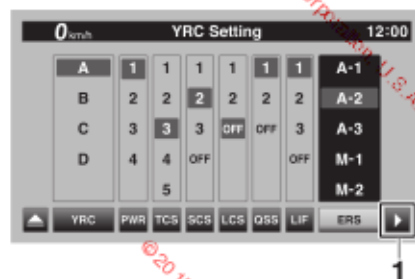 0 km/h YRC Setting 12:00
A 1 1 1 1 1 1 A-1
B 2 2 2 2 2 2 A-2
C 3 3 3 OFF OFF 3 A-3
D 4 4 OFF OFF M-1
5 M-2
YRC PWR TCS SCS LCS QSS LIF ERS
1
rporation, U.S.A.
© 20